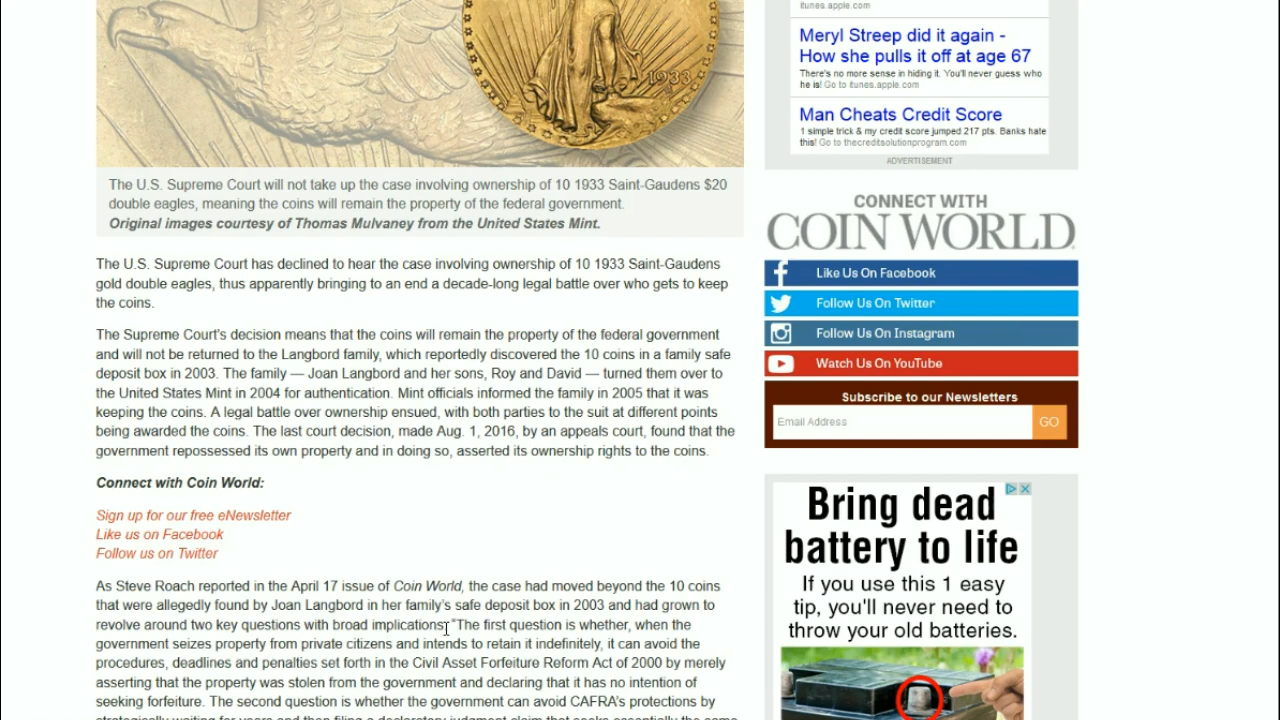 1933
The U.S. Supreme Court will not take up the case involving ownership of 10 1933 Saint-Gaudens $20
double eagles, meaning the coins will remain the property of the federal government.
Original images courtesy of Thomas Mulvaney from the United States Mint.
The U.S. Supreme Court has declined to hear the case involving ownership of 10 1933 Saint-Gaudens
gold double eagles, thus apparently bringing to an end a decade-long legal battle over who gets to keep
the coins.
The Supreme Court's decision means that the coins will remain the property of the federal government
and will not be returned to the Langbord family, which reportedly discovered the 10 coins in a family safe
deposit box in 2003. The family — Joan Langbord and her sons, Roy and David — turned them over to
the United States Mint in 2004 for authentication. Mint officials informed the family in 2005 that it was
keeping the coins. A legal battle over ownership ensued, with both parties to the suit at different points
being awarded the coins. The last court decision, made Aug. 1, 2016, by an appeals court, found that the
government repossessed its own property and in doing so, asserted its ownership rights to the coins.
Connect with Coin World:
Sign up for our free eNewsletter
Like us on Facebook
Follow us on Twitter
As Steve Roach reported in the April 17 issue of Coin World, the case had moved beyond the 10 coins
that were allegedly found by Joan Langbord in her family's safe deposit box in 2003 and had grown to
revolve around two key questions with broad implications: “The first question is whether, when the
government seizes property from private citizens and intends to retain it indefinitely, it can avoid the
procedures, deadlines and penalties set forth in the Civil Asset Forfeiture Reform Act of 2000 by merely
asserting that the property was stolen from the government and declaring that it has no intention of
seeking forfeiture. The second question is whether the government can avoid CAFRA's protections by
strategically waiting for years and then filing a declaratory judgment claim that seeks essentially the same
itunes.apple.com
Meryl Streep did it again -
How she pulls it off at age 67
There's no more sense in hiding it. You'll never guess who
he is! Go to itunes.apple.com
Man Cheats Credit Score
1 simple trick & my credit score jumped 217 pts. Banks hate
this! Go to thecreditsolutionprogram.com
ADVERTISEMENT
CONNECT WITH
COIN WORLD
Like Us On Facebook
Follow Us On Twitter
Follow Us On Instagram
Watch Us On YouTube
Subscribe to our Newsletters
Email Address
GO
Bring dead
battery to life
If you use this 1 easy
tip, you'll never need to
throw your old batteries.